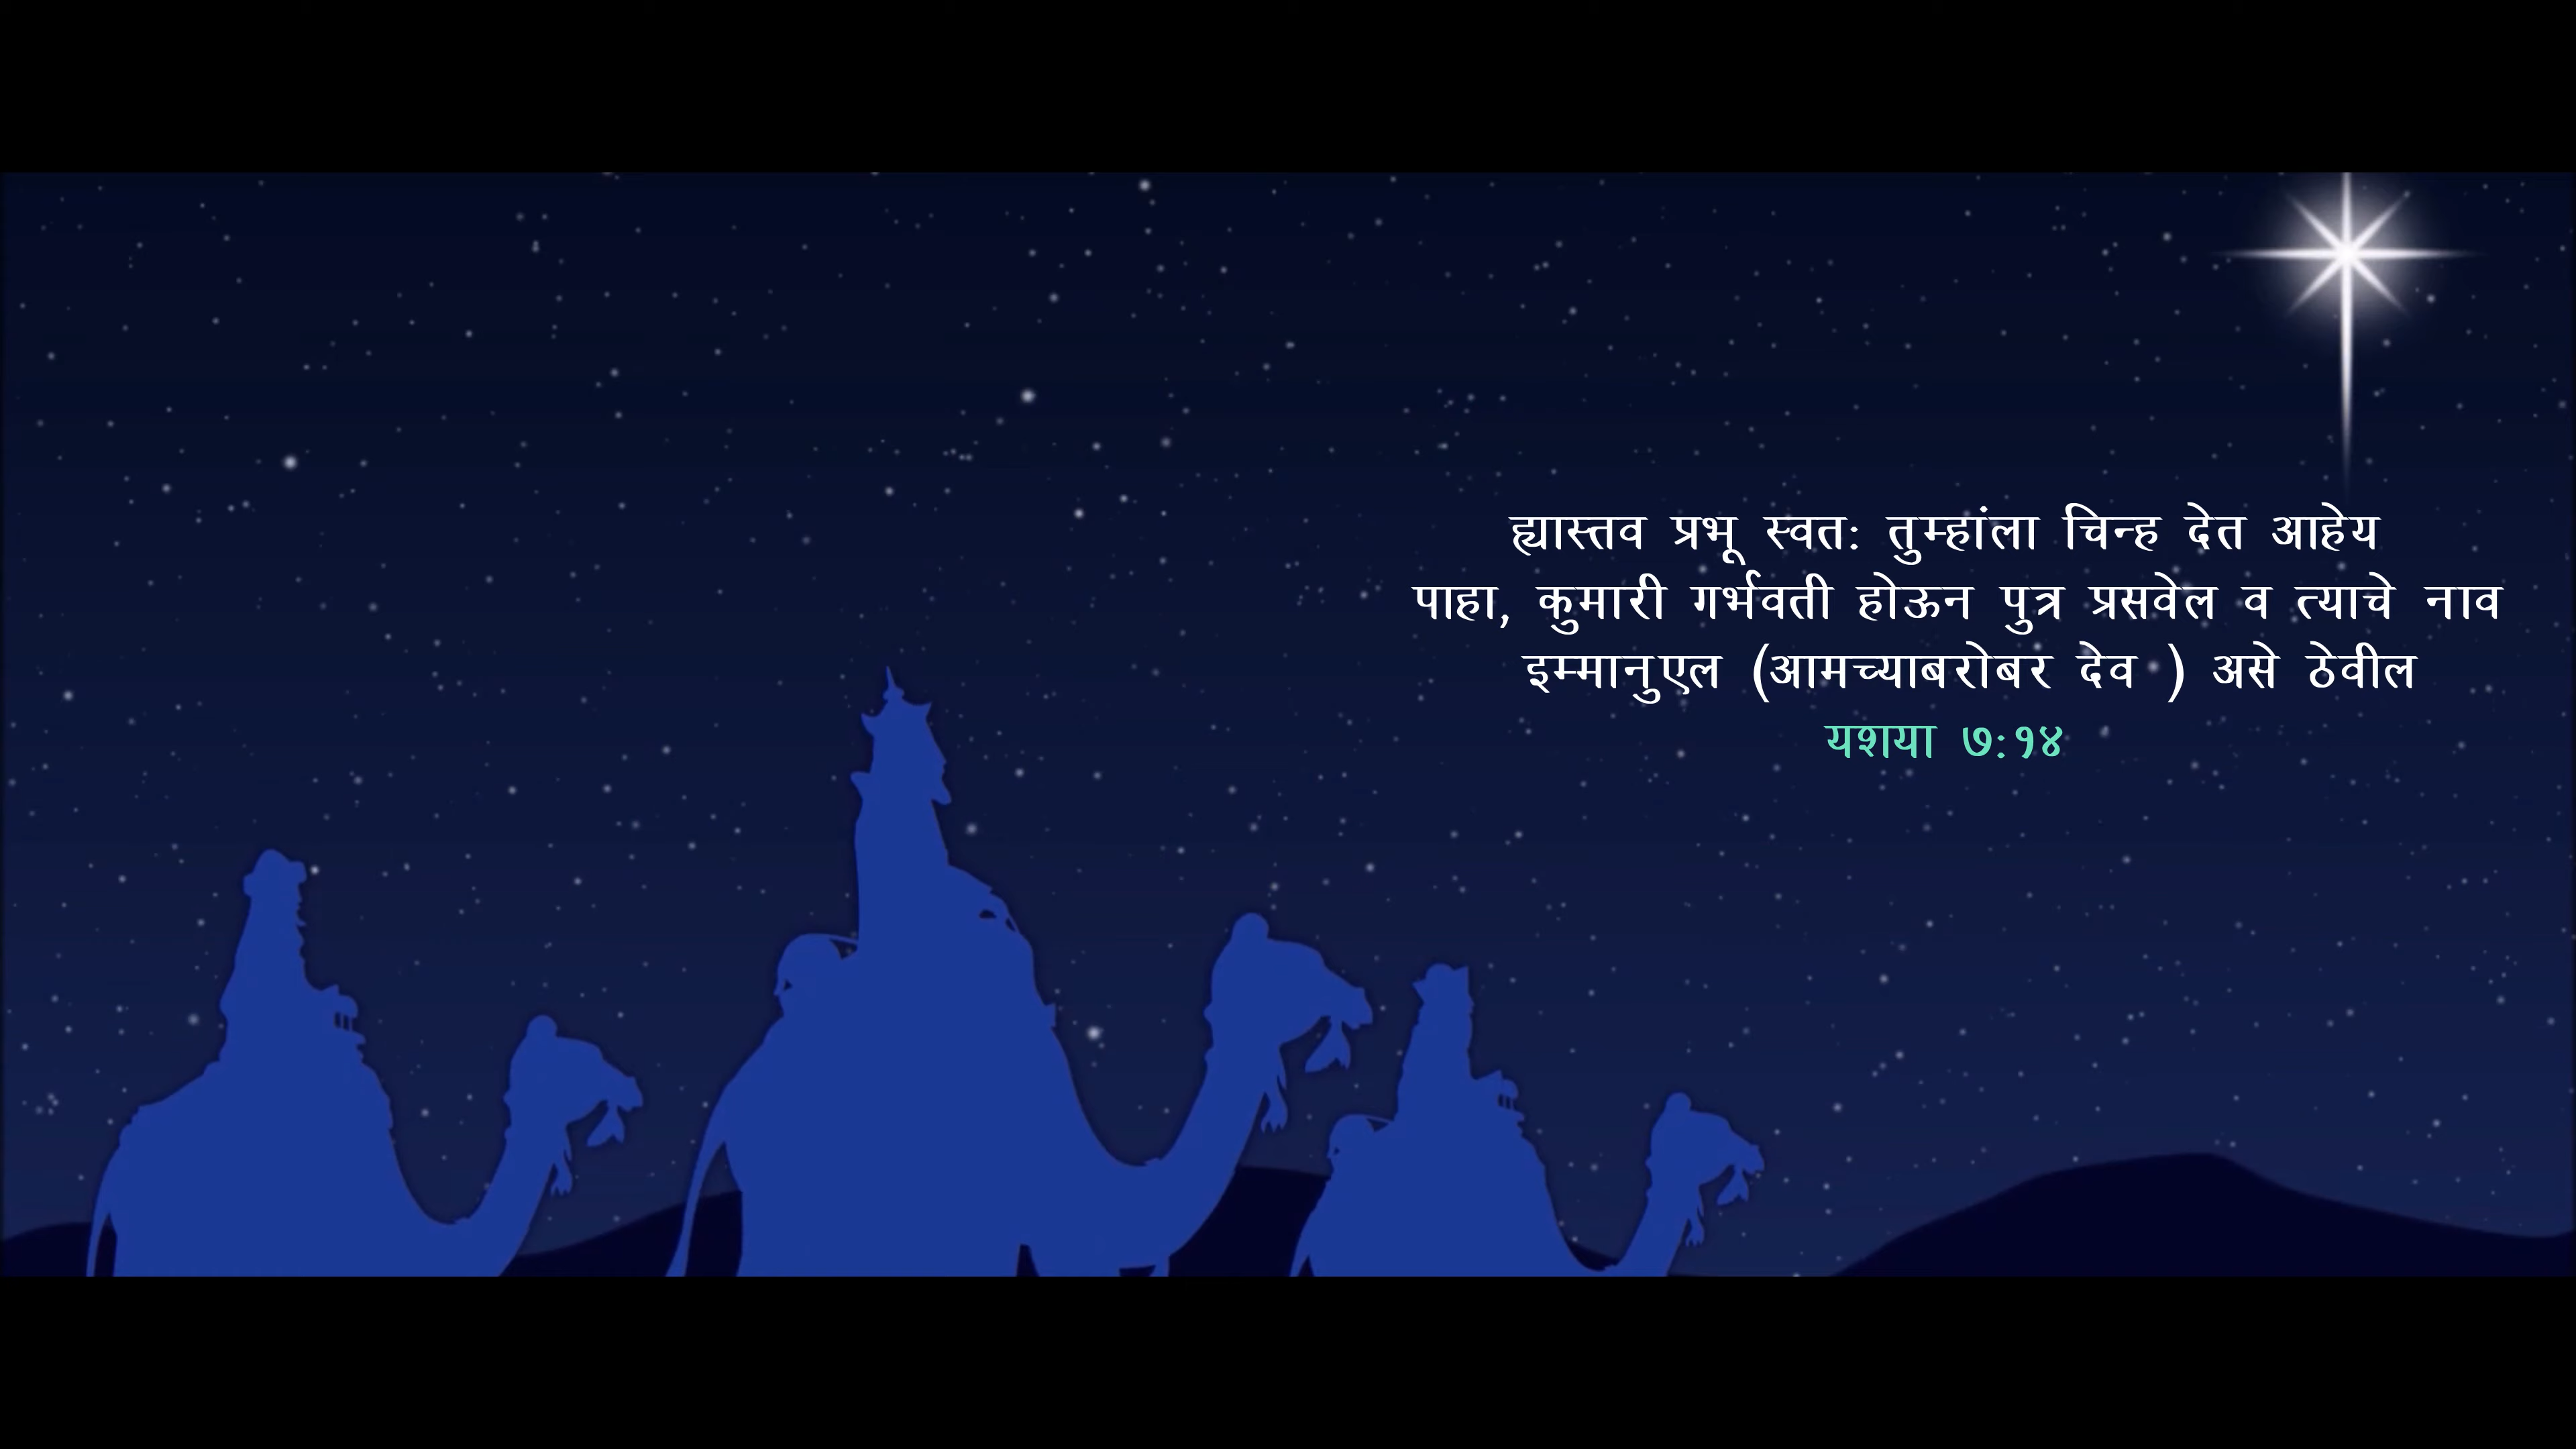 ह्यास्तव प्रभू स्वतः तुम्हांला चिन्ह देत आहेय
पाहा, कुमारी गर्भवती होऊन पुत्र प्रसवेल व त्याचे नाव
इम्मानुएल (आमच्याबरोबर देव ) असे ठेवील
यशया ७:१४